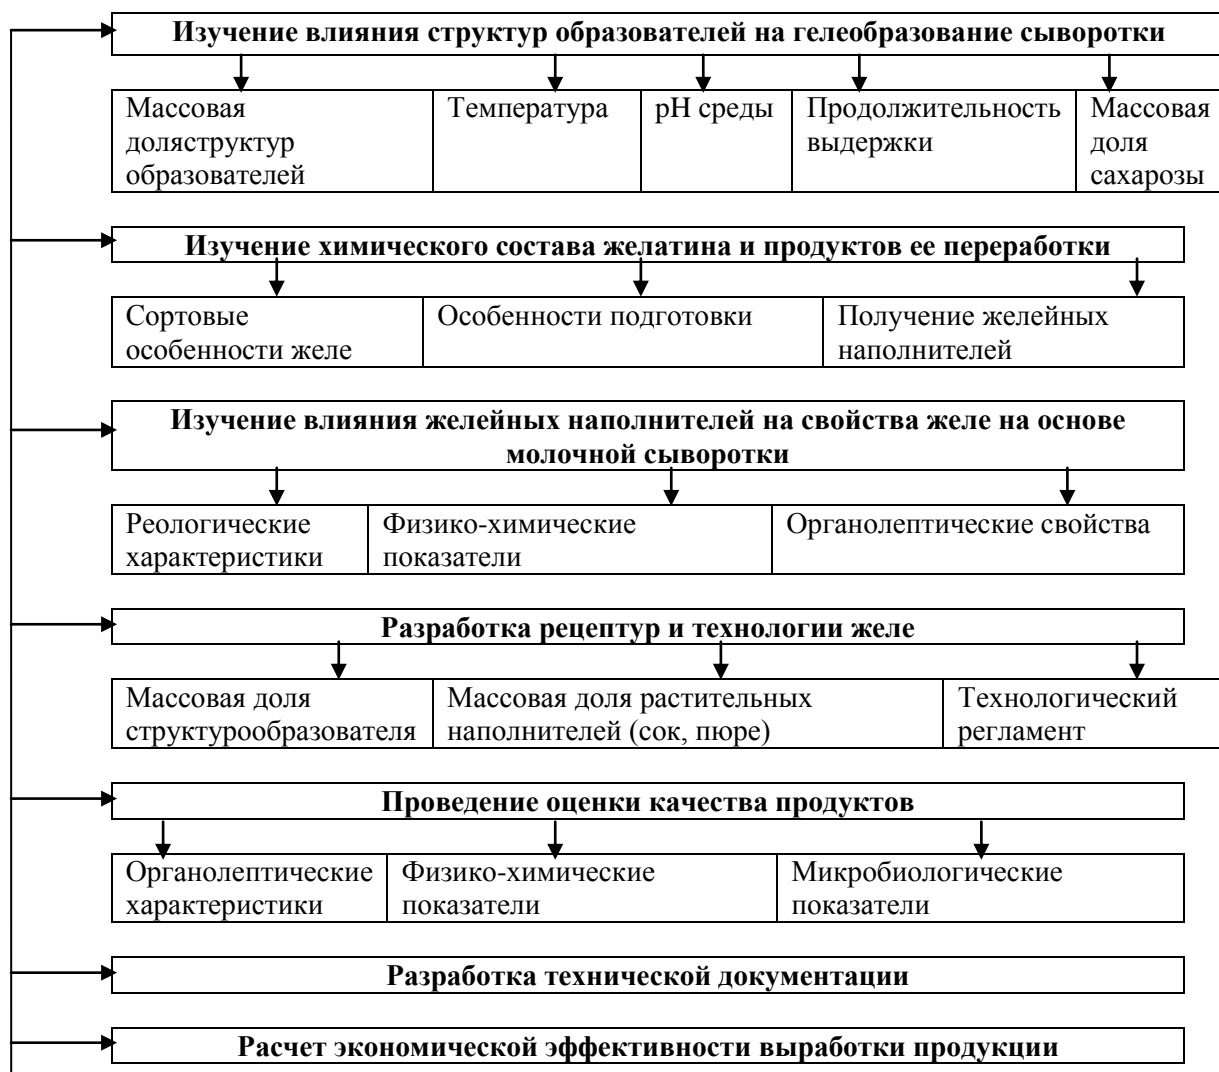 Изучение влияния структур образователей на гелеобразование сыворотки
Массовая
доляструктур
образователей
Температура
pH среды
Продолжительность
выдержки
Массовая
доля
сахарозы
Изучение химического состава желатина и продуктов ее переработки
Сортовые
особенности желе
Особенности подготовки
Получение желейных
наполнителей
Изучение влияния желейных наполнителей на свойства желе на основе
молочной сыворотки
Реологические
характеристики
Физико-химические
показатели
Органолептические свойства
Разработка рецептур и технологии желе
Массовая доля
структурообразователя
Массовая доля растительных
наполнителей (сок, пюре)
Технологический
регламент
Проведение оценки качества продуктов
Органолептические
характеристики
Физико-химические
показатели
Микробиологические
показатели
Разработка технической документации
Расчет экономической эффективности выработки продукции